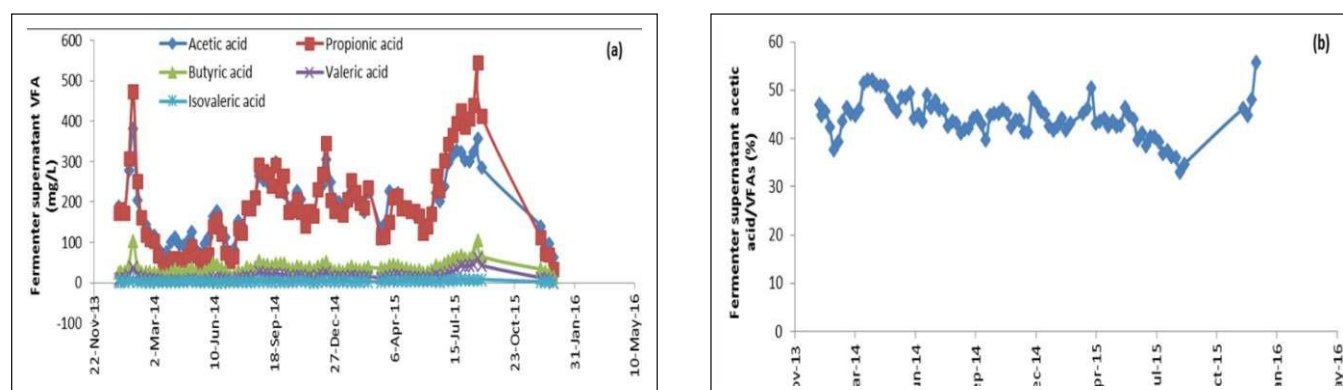 600
500
400
300
200
100
0
-100
Fermenter supernatant VFA
(mg/L)
Acetic acid
Propionic acid
Butyric acid
Valeric acid
Isovaleric acid
(a)
22-Nov-13
2-Mar-14
10-Jun-14
18-Sep-14
27-Dec-14
6-Apr-15
15-Jul-15
23-Oct-15
31-Jan-16
10-May-16
60
50
40
30
20
10
0
Fermenter supernatant acetic
acid/VFAs (%)
(b)
ov-13
ar-14
un-14
ep-14
ec-14
pr-15
ul-15
ct-15
an-16
ay-16